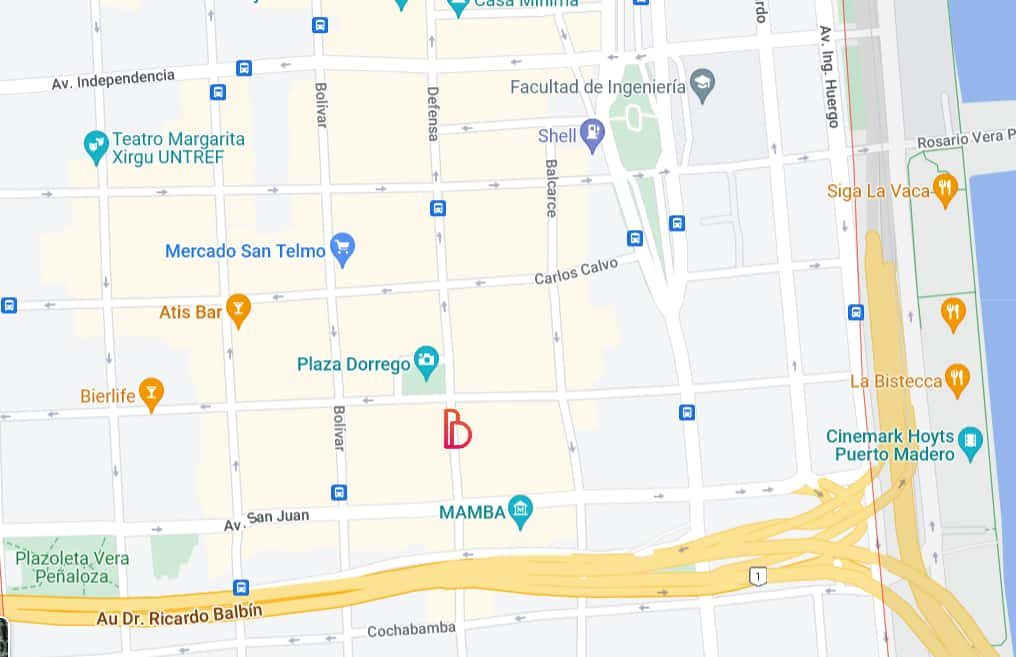 Casa Mínima
Av. Independencia
Bolívar
Defensa
Facultad de Ingeniería
Av. Ing. Huergo
Teatro Margarita
Xirgu UNTREF
Shell
Rosario Vera P
Balcarce
Siga La Vaca
Mercado San Telmo
Carlos Calvo
Atis Bar
Plaza Dorrego
Bierlife
La Bistecca
Bolívar
Cinemark Hoyts
Puerto Madero
MAMBA
Av. San Juan
Plazoleta Vera
Peñaloza
1
Au Dr. Ricardo Balbín
Cochabamba